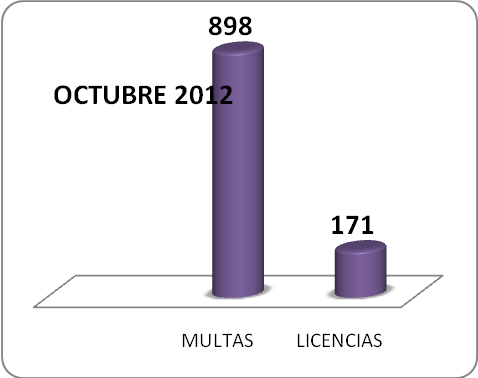 898
OCTUBRE 2012
171
MULTAS LICENCIAS